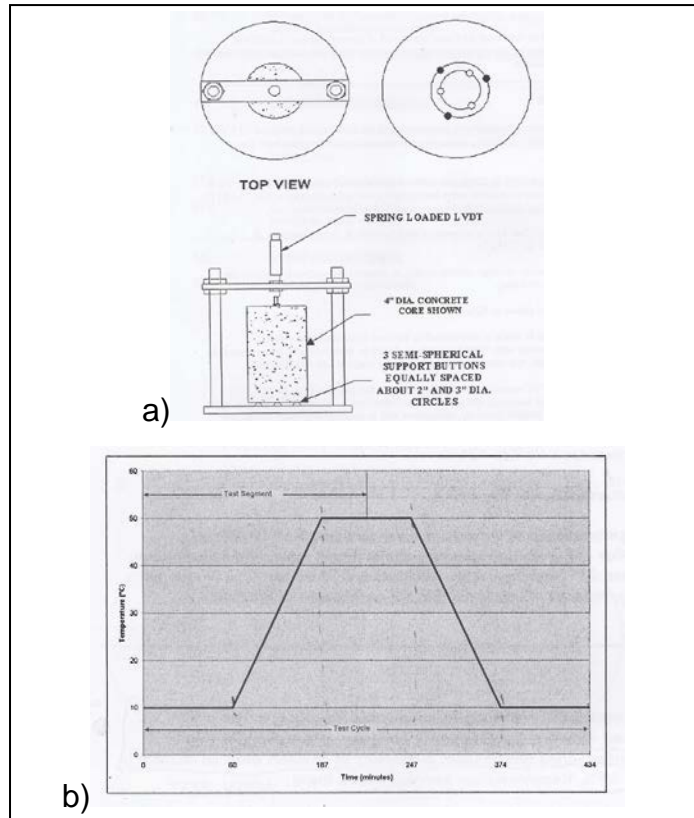 TOP VIEW
SPRING LOADED LVDT
4" DIA. CONCRETE
CORE SHOWN
3 SEMI-SPHERICAL
SUPPORT BUTTONS
EQUALLY SPACED
ABOUT 2" AND 3" DIA.
CIRCLES
a)
60
Test Segment
50
40
30
20
10
0
Temperature (°C)
Test Cycle
0
60
187
247
374
434
Time (minutes)
b)